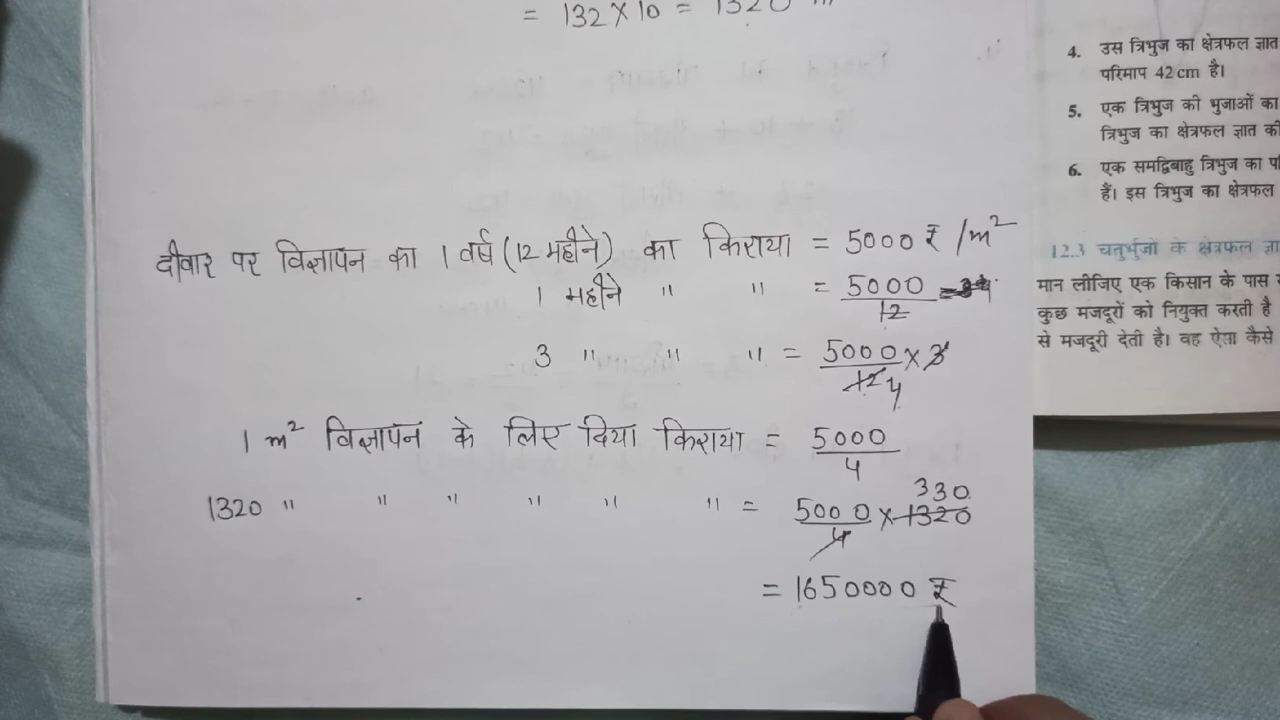 = 132 × 10 = 1320
दीवार पर विज्ञापन का 1 वर्ष (12 महीने) का किराया = 5000 ₹ /m²
1 महीने " " = 5000/12
3 " " " = 5000/12 × 3 4
1 m² विज्ञापन के लिए दिया किराया = 5000/4
1320 " " " " " " = 5000/4 × 1320 330
= 1650000 ₹
4. उस त्रिभुज का क्षेत्रफल ज्ञात
परिमाप 42 cm है।
5. एक त्रिभुज की भुजाओं का
त्रिभुज का क्षेत्रफल ज्ञात
6. एक समद्विबाहु त्रिभुज का
हैं। इस त्रिभुज का क्षेत्रफल
12.3 चतुर्भुजों के क्षेत्रफल
मान लीजिए एक किसान के पास
कुछ मजदूरों को नियुक्त करती है
से मजदूरी देती है। वह ऐसा कैसे